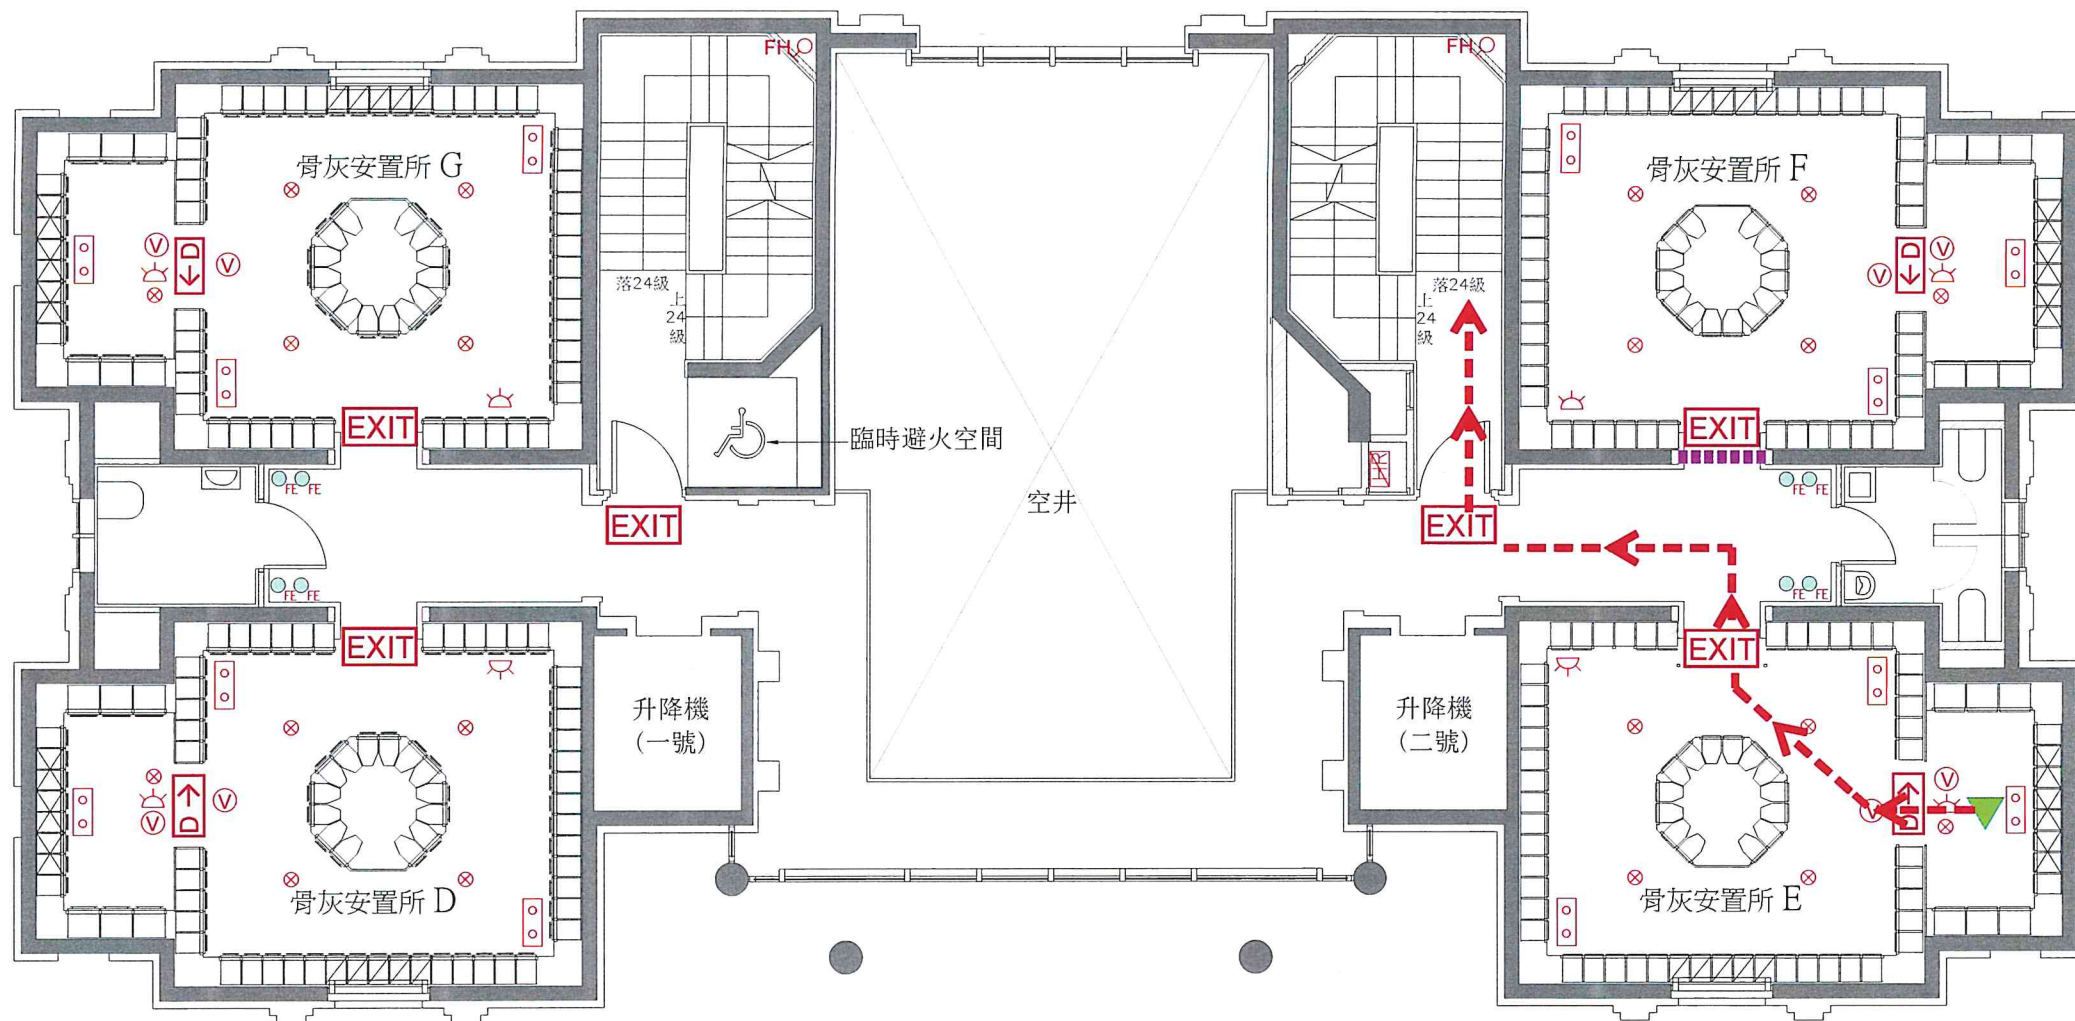 FH
FH
骨灰安置所 G
骨灰安置所 F
V
D
V
V
D
V
落24級
上
24
級
落24級
上
24
級
EXIT
臨時避火空間
EXIT
空井
HR
FE FE
FE FE
EXIT
EXIT
FE FE
FE FE
EXIT
EXIT
升降機
(一號)
升降機
(二號)
V
D
V
V
D
V
骨灰安置所 D
骨灰安置所 E